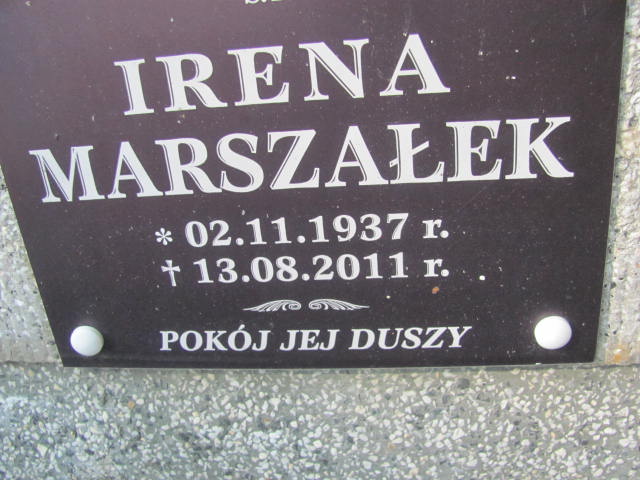 IRENA
MARSZAŁEK
* 02.11.1937 r.
† 13.08.2011 r.
POKÓJ JEJ DUSZY